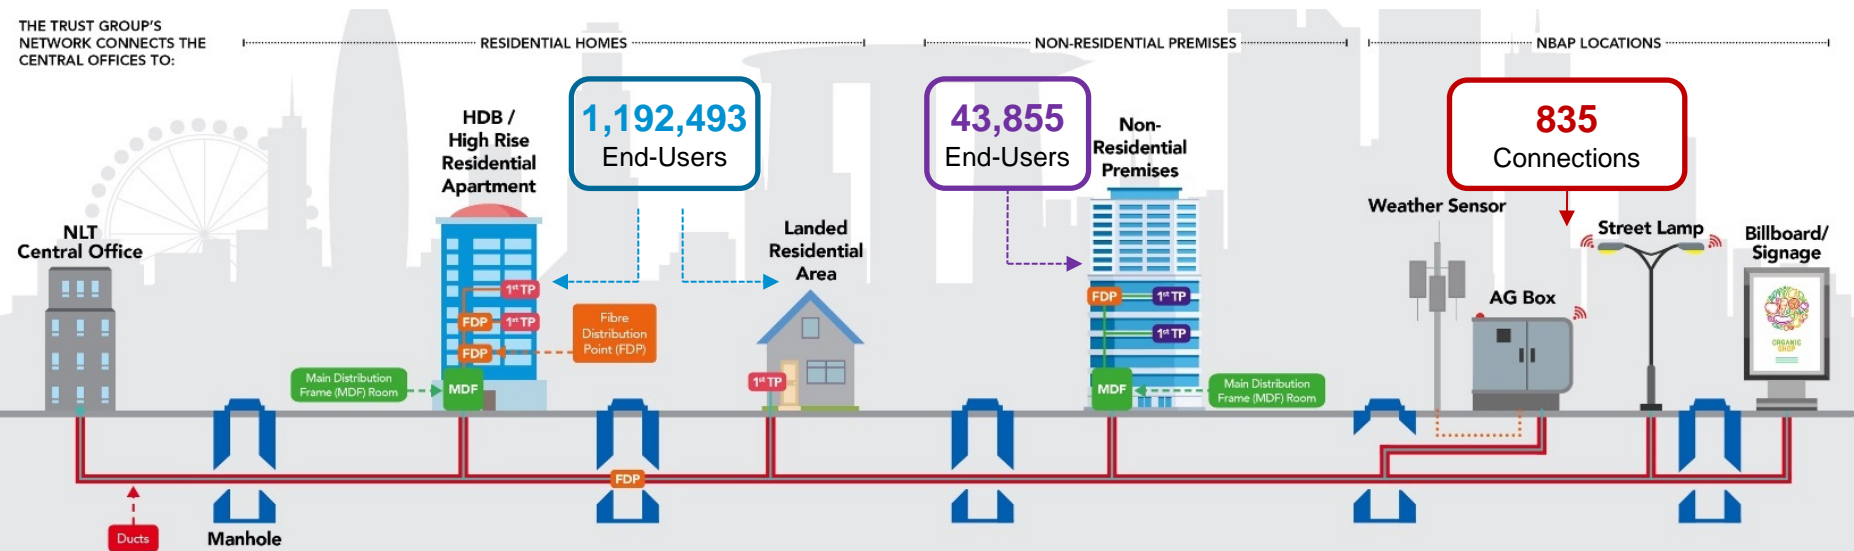 THE TRUST GROUP'S
NETWORK CONNECTS THE
CENTRAL OFFICES TO:
RESIDENTIAL HOMES
NON-RESIDENTIAL PREMISES
NBAP LOCATIONS
1,192,493
End-Users
43,855
End-Users
835
Connections
NLT
Central Office
HDB /
High Rise
Residential
Apartment
1st TP
FDP
1st TP
FDP
MDF
Fibre
Distribution
Point (FDP)
Main Distribution
Frame (MDF) Room
Landed
Residential
Area
1st TP
Non-
Residential
Premises
FDP
1st TP
1st TP
MDF
Main Distribution
Frame (MDF) Room
Weather Sensor
AG Box
Street Lamp
Billboard/
Signage
ORGANIC
SHOP
FDP
Ducts
Manhole